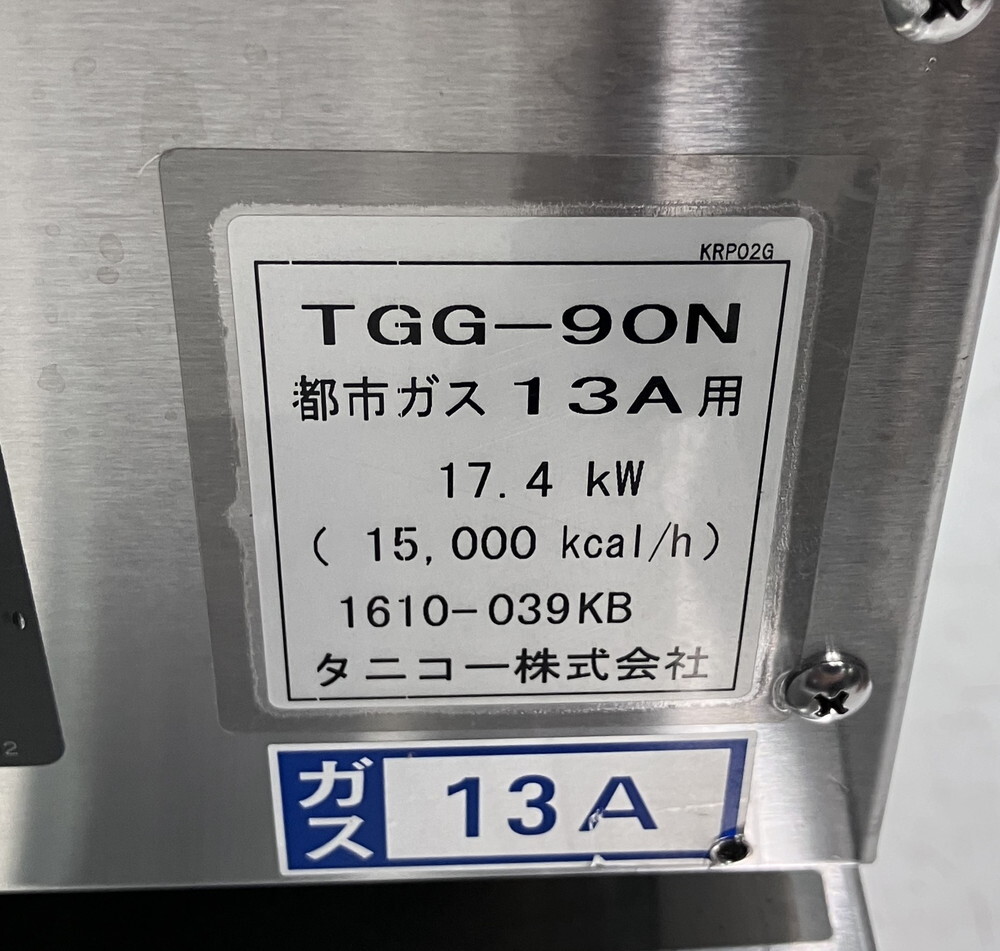 KRP02G
TGG-90N
都市ガス 13A用
17.4 kW
( 15,000 kcal/h)
1610-039KB
タニコー株式会社
ガス 13A
2